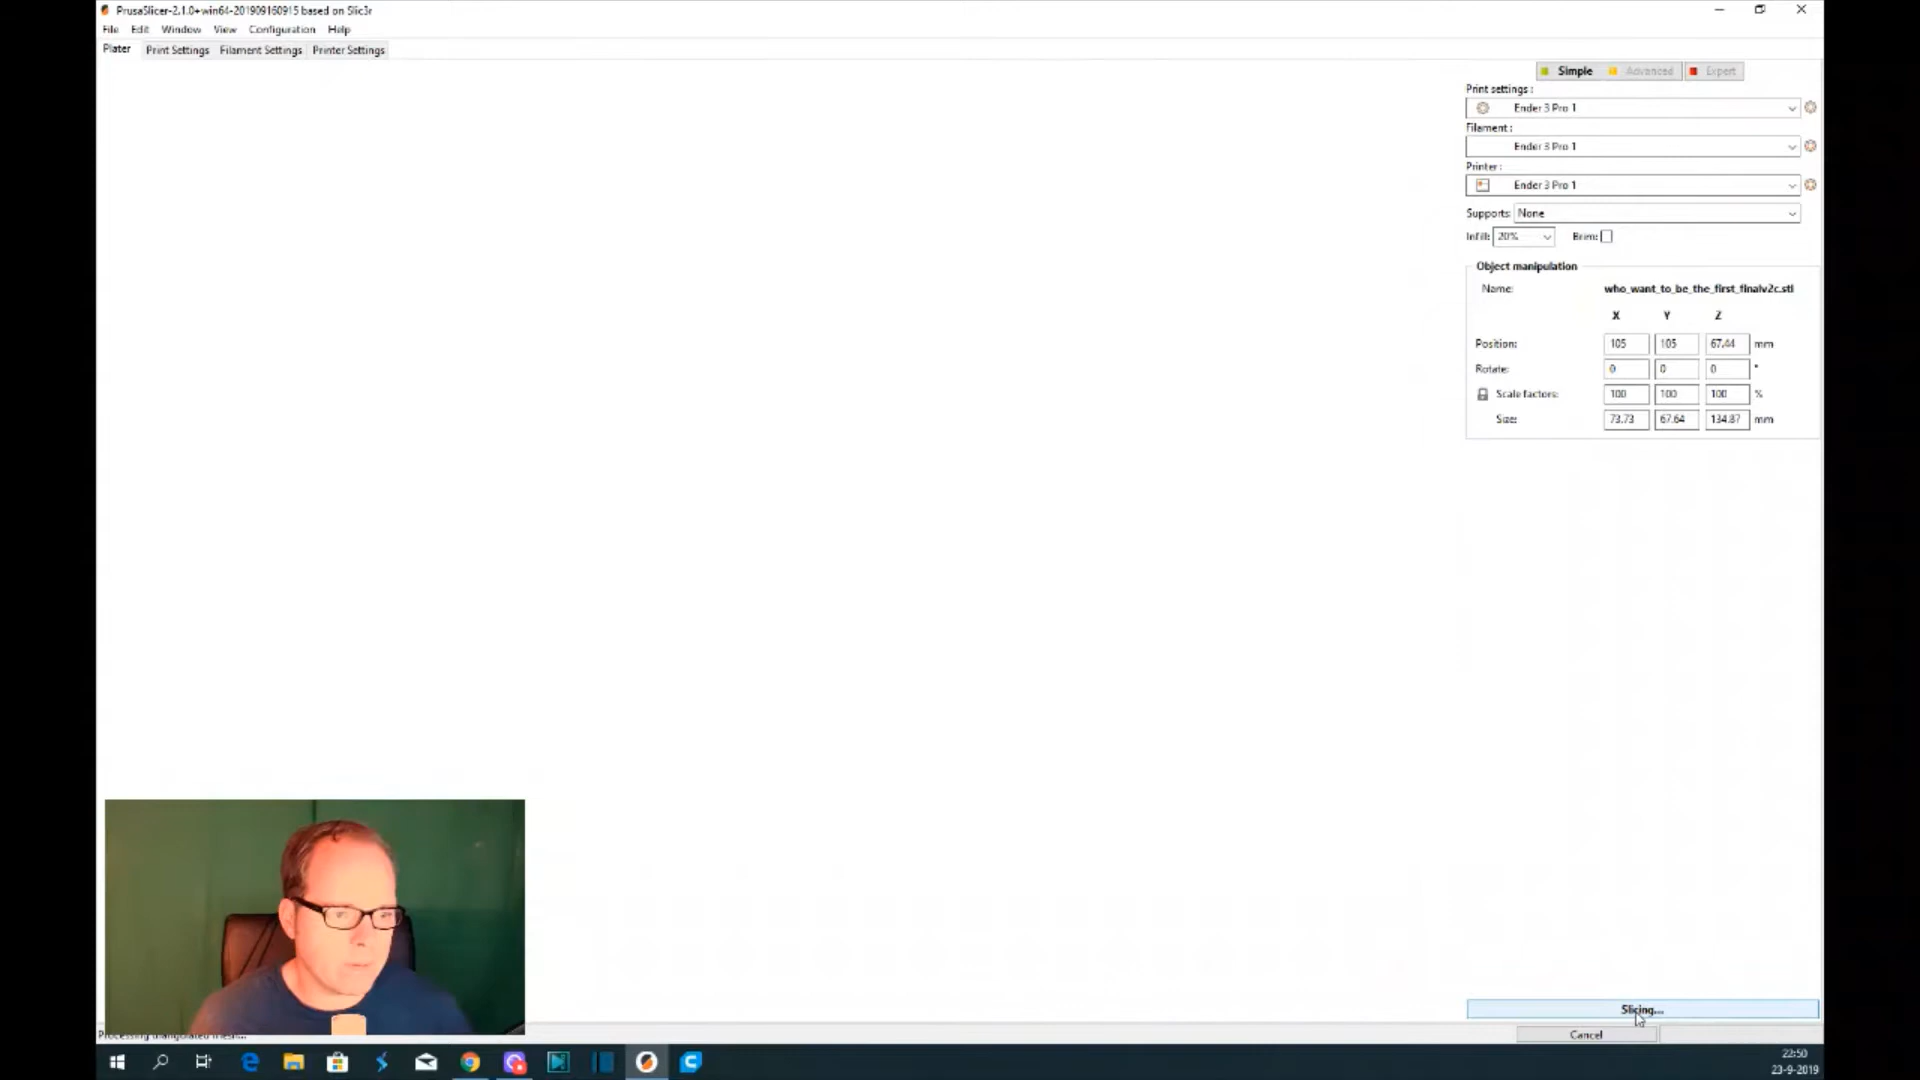 PrusaSlicer-2.1.0+win64-201909160915 based on Slic3r
File Edit Window View Configuration Help
Plater Print Settings Filament Settings Printer Settings
Simple Advanced Expert
Print settings :
Ender 3 Pro 1
Filament :
Ender 3 Pro 1
Printer :
Ender 3 Pro 1
Supports: None
Infill: 20% Brim:
Object manipulation
Name: who_want_to_be_the_first_finalv2c.stl
X Y Z
Position: 105 105 67.44 mm
Rotate: 0 0 0 °
Scale factors: 100 100 100 %
Size: 73.73 67.64 134.87 mm
Slicing...
Cancel
Processing triangulated mesh...
22:50
23-9-2019